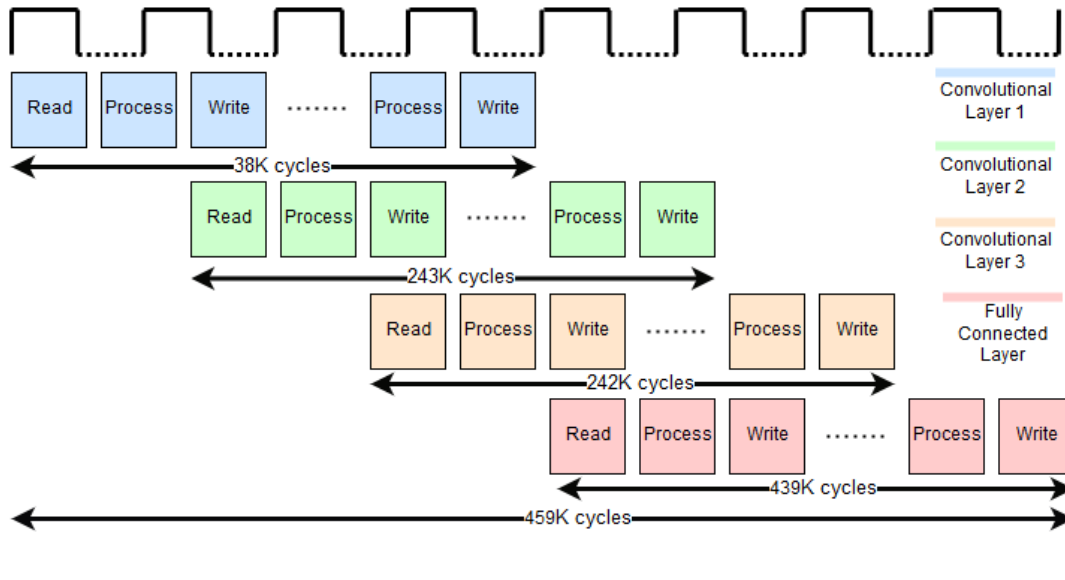 Read Process Write ........ Process Write
38K cycles
Read Process Write ........ Process Write
243K cycles
Read Process Write ........ Process Write
242K cycles
Read Process Write ........ Process Write
439K cycles
459K cycles
Convolutional
Layer 1
Convolutional
Layer 2
Convolutional
Layer 3
Fully
Connected
Layer